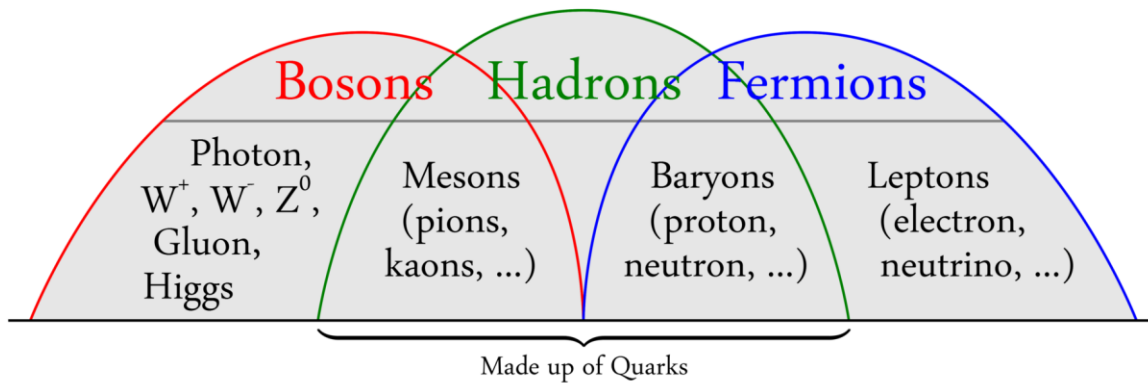 Bosons Hadrons Fermions
Photon,
W⁺, W⁻, Z⁰,
Gluon,
Higgs
Mesons
(pions,
kaons, ...)
Baryons
(proton,
neutron, ...)
Leptons
(electron,
neutrino, ...)
Made up of Quarks